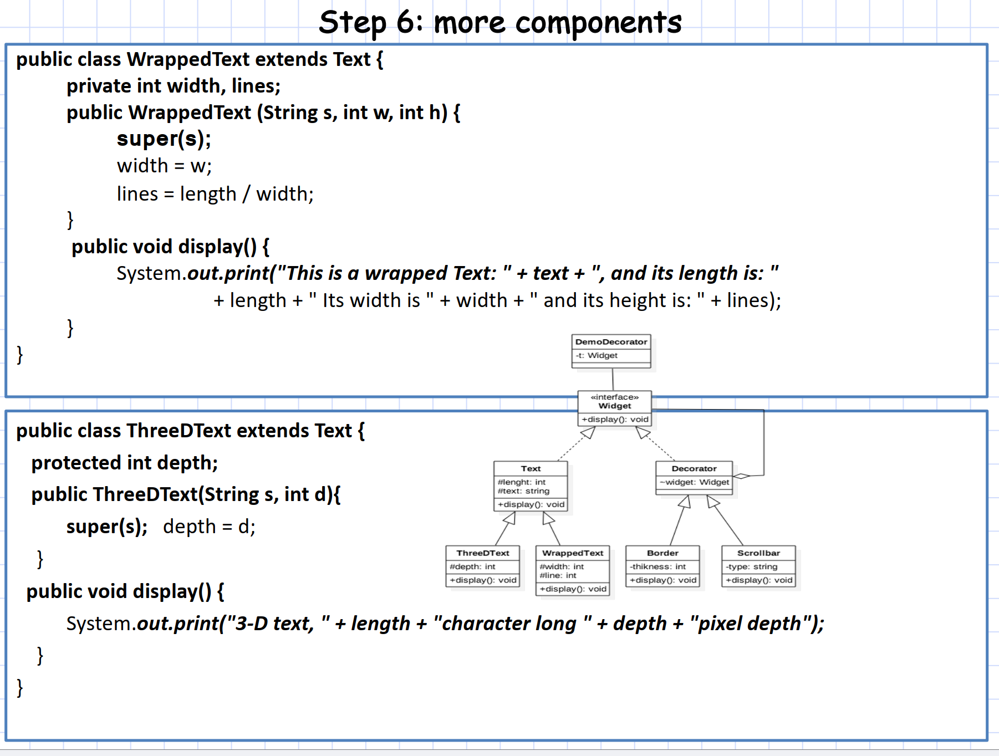 Step 6: more components
public class WrappedText extends Text {
private int width, lines;
public WrappedText (String s, int w, int h) {
super(s);
width = w;
lines = length / width;
}
public void display() {
System.out.print("This is a wrapped Text: " + text + ", and its length is: "
+ length + " Its width is " + width + " and its height is: " + lines);
}
}
public class ThreeDText extends Text {
protected int depth;
public ThreeDText(String s, int d){
super(s); depth = d;
}
public void display() {
System.out.print("3-D text, " + length + "character long " + depth + "pixel depth");
}
}
DemoDecorator
-t: Widget
«interface»
Widget
+display(): void
Text
#lenght: int
#text: string
+display(): void
Decorator
~widget: Widget
ThreeDText
#depth: int
+display(): void
WrappedText
#width: int
#line: int
+display(): void
Border
-thikness: int
+display(): void
Scrollbar
-type: string
+display(): void